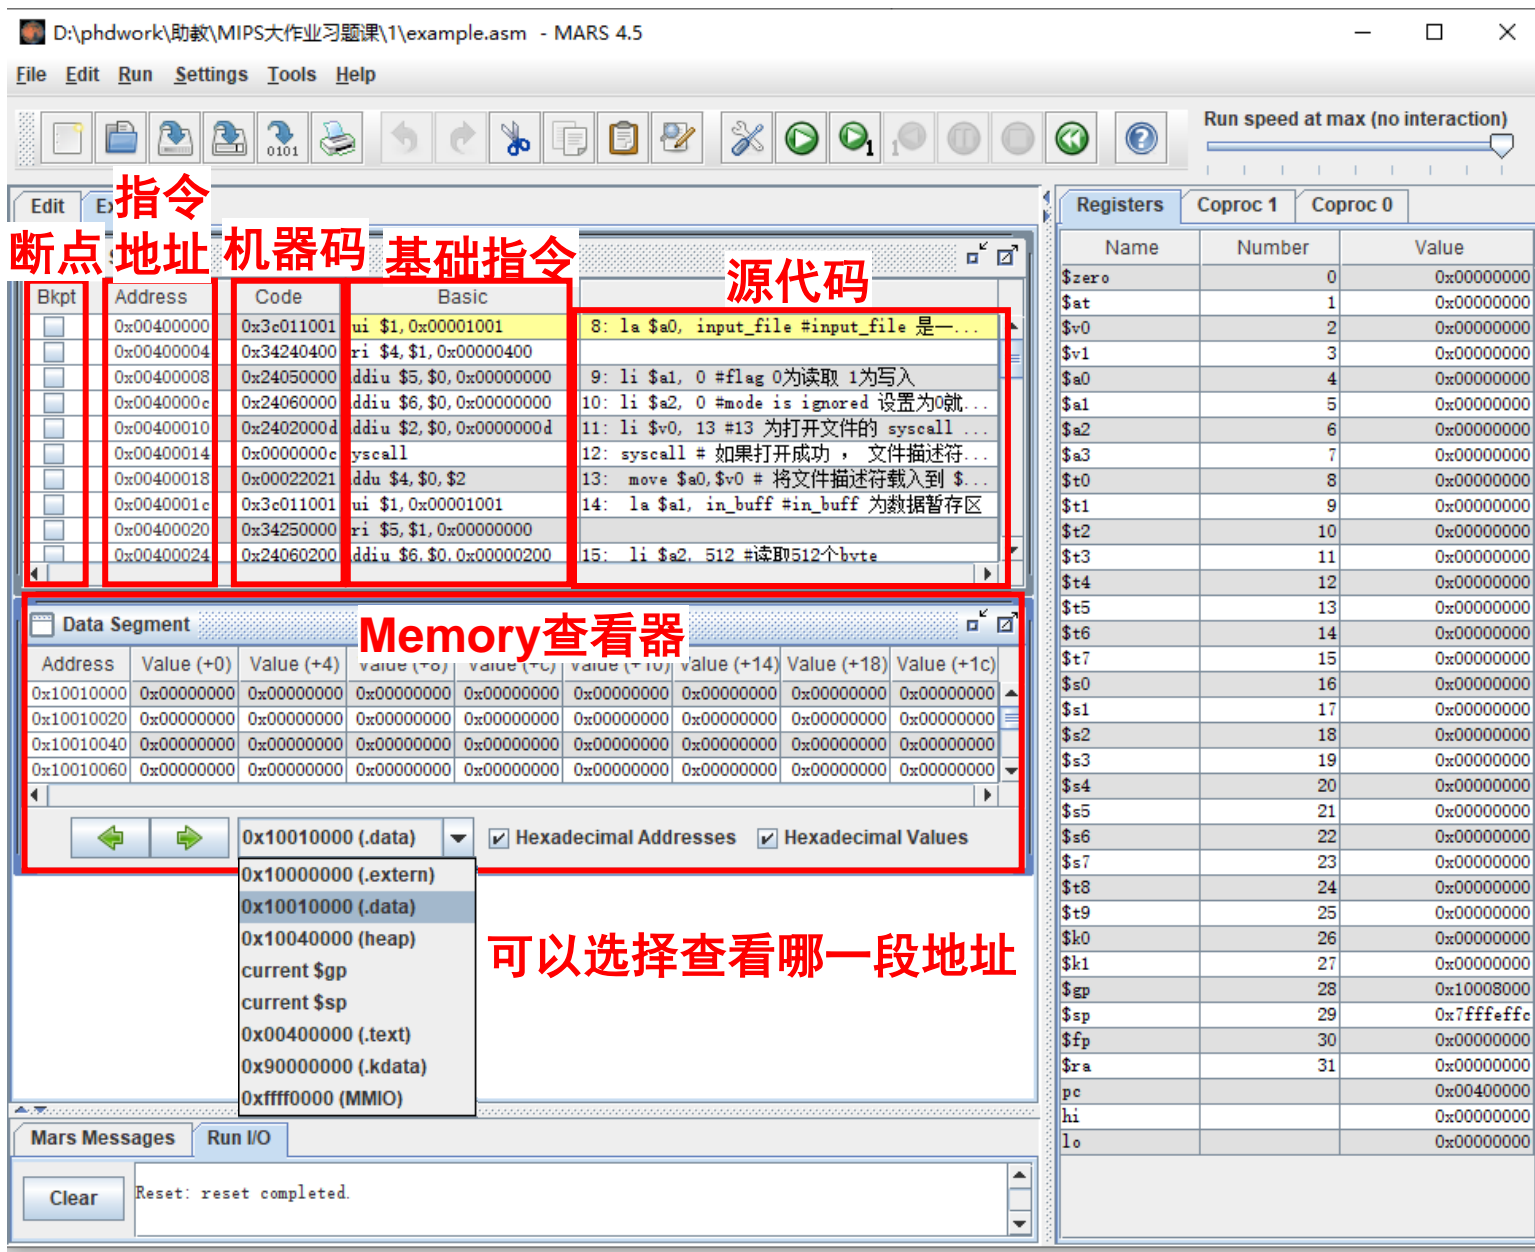 D:\phdwork\助教\MIPS大作业习题课\1\example.asm - MARS 4.5
File Edit Run Settings Tools Help
Run speed at max (no interaction)
0101
1
1
Edit Ex
指令
地址
断点
机器码
基础指令
源代码
Bkpt Address Code Basic
0x00400000 0x3c011001 ui $1,0x00001001 8: la $a0, input_file #input_file 是一...
0x00400004 0x34240400 ri $4,$1,0x00000400
0x00400008 0x24050000 ddiu $5,$0,0x00000000 9: li $a1, 0 #flag 0为读取 1为写入
0x0040000c 0x24060000 ddiu $6,$0,0x00000000 10: li $a2, 0 #mode is ignored 设置为0就...
0x00400010 0x2402000d ddiu $2,$0,0x0000000d 11: li $v0, 13 #13 为打开文件的 syscall ...
0x00400014 0x0000000c yscall 12: syscall # 如果打开成功 , 文件描述符...
0x00400018 0x00022021 ddu $4,$0,$2 13: move $a0,$v0 # 将文件描述符载入到 $...
0x0040001c 0x3c011001 ui $1,0x00001001 14: la $a1, in_buff #in_buff 为数据暂存区
0x00400020 0x34250000 ri $5,$1,0x00000000
0x00400024 0x24060200 ddiu $6,$0,0x00000200 15: li $a2, 512 #读取512个byte
Data Segment
Memory查看器
Address Value (+0) Value (+4) Value (+8) Value (+c) Value (+10) Value (+14) Value (+18) Value (+1c)
0x10010000 0x00000000 0x00000000 0x00000000 0x00000000 0x00000000 0x00000000 0x00000000 0x00000000
0x10010020 0x00000000 0x00000000 0x00000000 0x00000000 0x00000000 0x00000000 0x00000000 0x00000000
0x10010040 0x00000000 0x00000000 0x00000000 0x00000000 0x00000000 0x00000000 0x00000000 0x00000000
0x10010060 0x00000000 0x00000000 0x00000000 0x00000000 0x00000000 0x00000000 0x00000000 0x00000000
0x10010000 (.data) Hexadecimal Addresses Hexadecimal Values
0x10000000 (.extern)
0x10010000 (.data)
0x10040000 (heap)
current $gp
current $sp
0x00400000 (.text)
0x90000000 (.kdata)
0xffff0000 (MMIO)
可以选择查看哪一段地址
Mars Messages Run I/O
Clear
Reset: reset completed.
Registers Coproc 1 Coproc 0
Name Number Value
$zero 0 0x00000000
$at 1 0x00000000
$v0 2 0x00000000
$v1 3 0x00000000
$a0 4 0x00000000
$a1 5 0x00000000
$a2 6 0x00000000
$a3 7 0x00000000
$t0 8 0x00000000
$t1 9 0x00000000
$t2 10 0x00000000
$t3 11 0x00000000
$t4 12 0x00000000
$t5 13 0x00000000
$t6 14 0x00000000
$t7 15 0x00000000
$s0 16 0x00000000
$s1 17 0x00000000
$s2 18 0x00000000
$s3 19 0x00000000
$s4 20 0x00000000
$s5 21 0x00000000
$s6 22 0x00000000
$s7 23 0x00000000
$t8 24 0x00000000
$t9 25 0x00000000
$k0 26 0x00000000
$k1 27 0x00000000
$gp 28 0x10008000
$sp 29 0x7fffeffc
$fp 30 0x00000000
$ra 31 0x00000000
pc 0x00400000
hi 0x00000000
lo 0x00000000